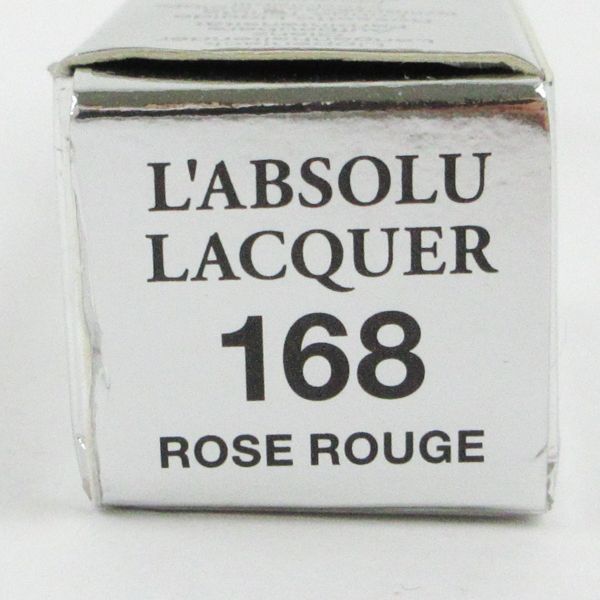 L'ABSOLU
LACQUER
168
ROSE ROUGE